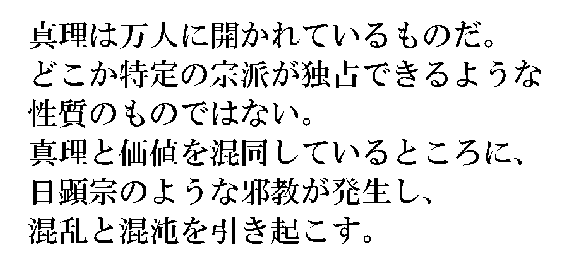 真理は万人に開かれているものだ。
どこか特定の宗派が独占できるような
性質のものではない。
真理と価値を混同しているところに、
日顕宗のような邪教が発生し、
混乱と混沌を引き起こす。